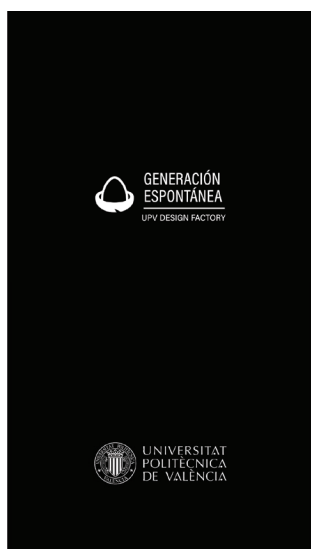 GENERACIÓN
ESPONTÁNEA
UPV DESIGN FACTORY
UNIVERSITAT
POLITÈCNICA
DE VALÈNCIA